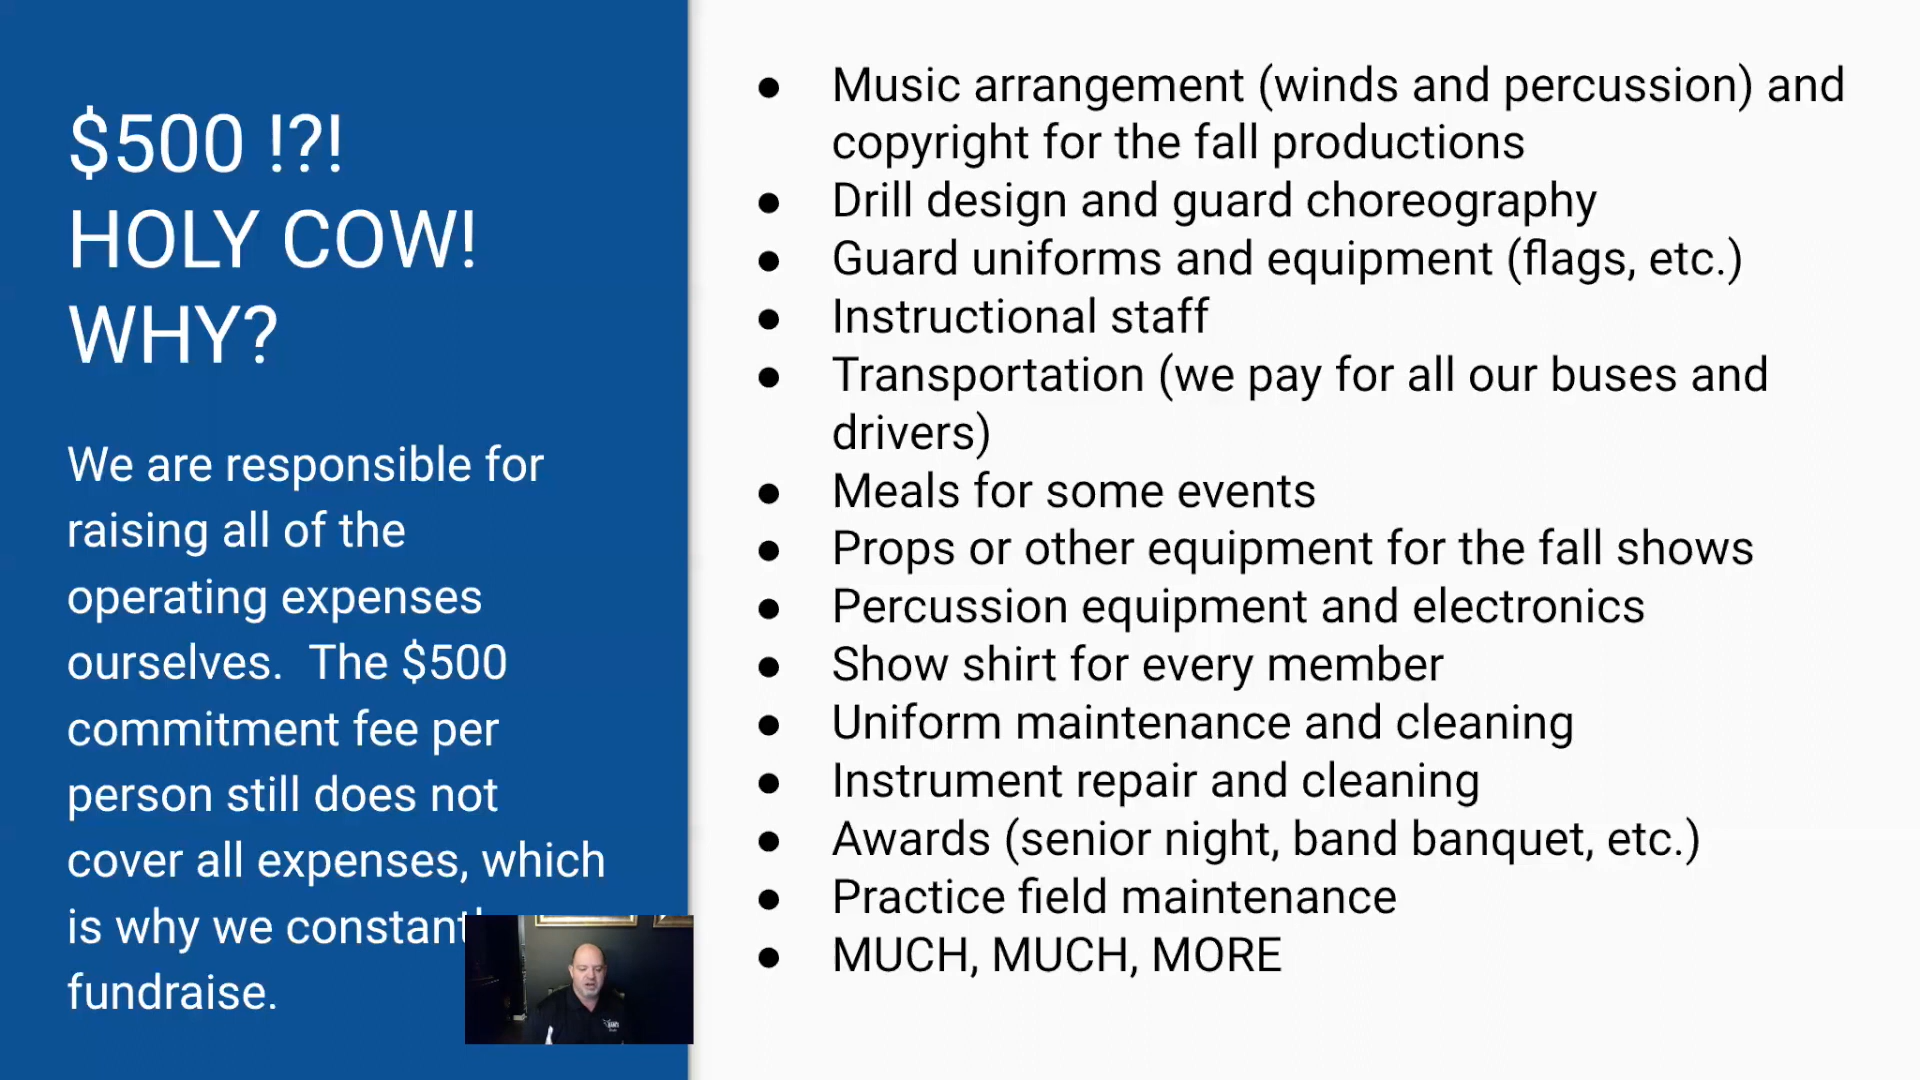 $500 !?!
HOLY COW!
WHY?
We are responsible for
raising all of the
operating expenses
ourselves.  The $500
commitment fee per
person still does not
cover all expenses, which
is why we
fundraise.
● Music arrangement (winds and percussion) and
copyright for the fall productions
● Drill design and guard choreography
● Guard uniforms and equipment (flags, etc.)
● Instructional staff
● Transportation (we pay for all our buses and
drivers)
● Meals for some events
● Props or other equipment for the fall shows
● Percussion equipment and electronics
● Show shirt for every member
● Uniform maintenance and cleaning
● Instrument repair and cleaning
● Awards (senior night, band banquet, etc.)
● Practice field maintenance
● MUCH, MUCH, MORE